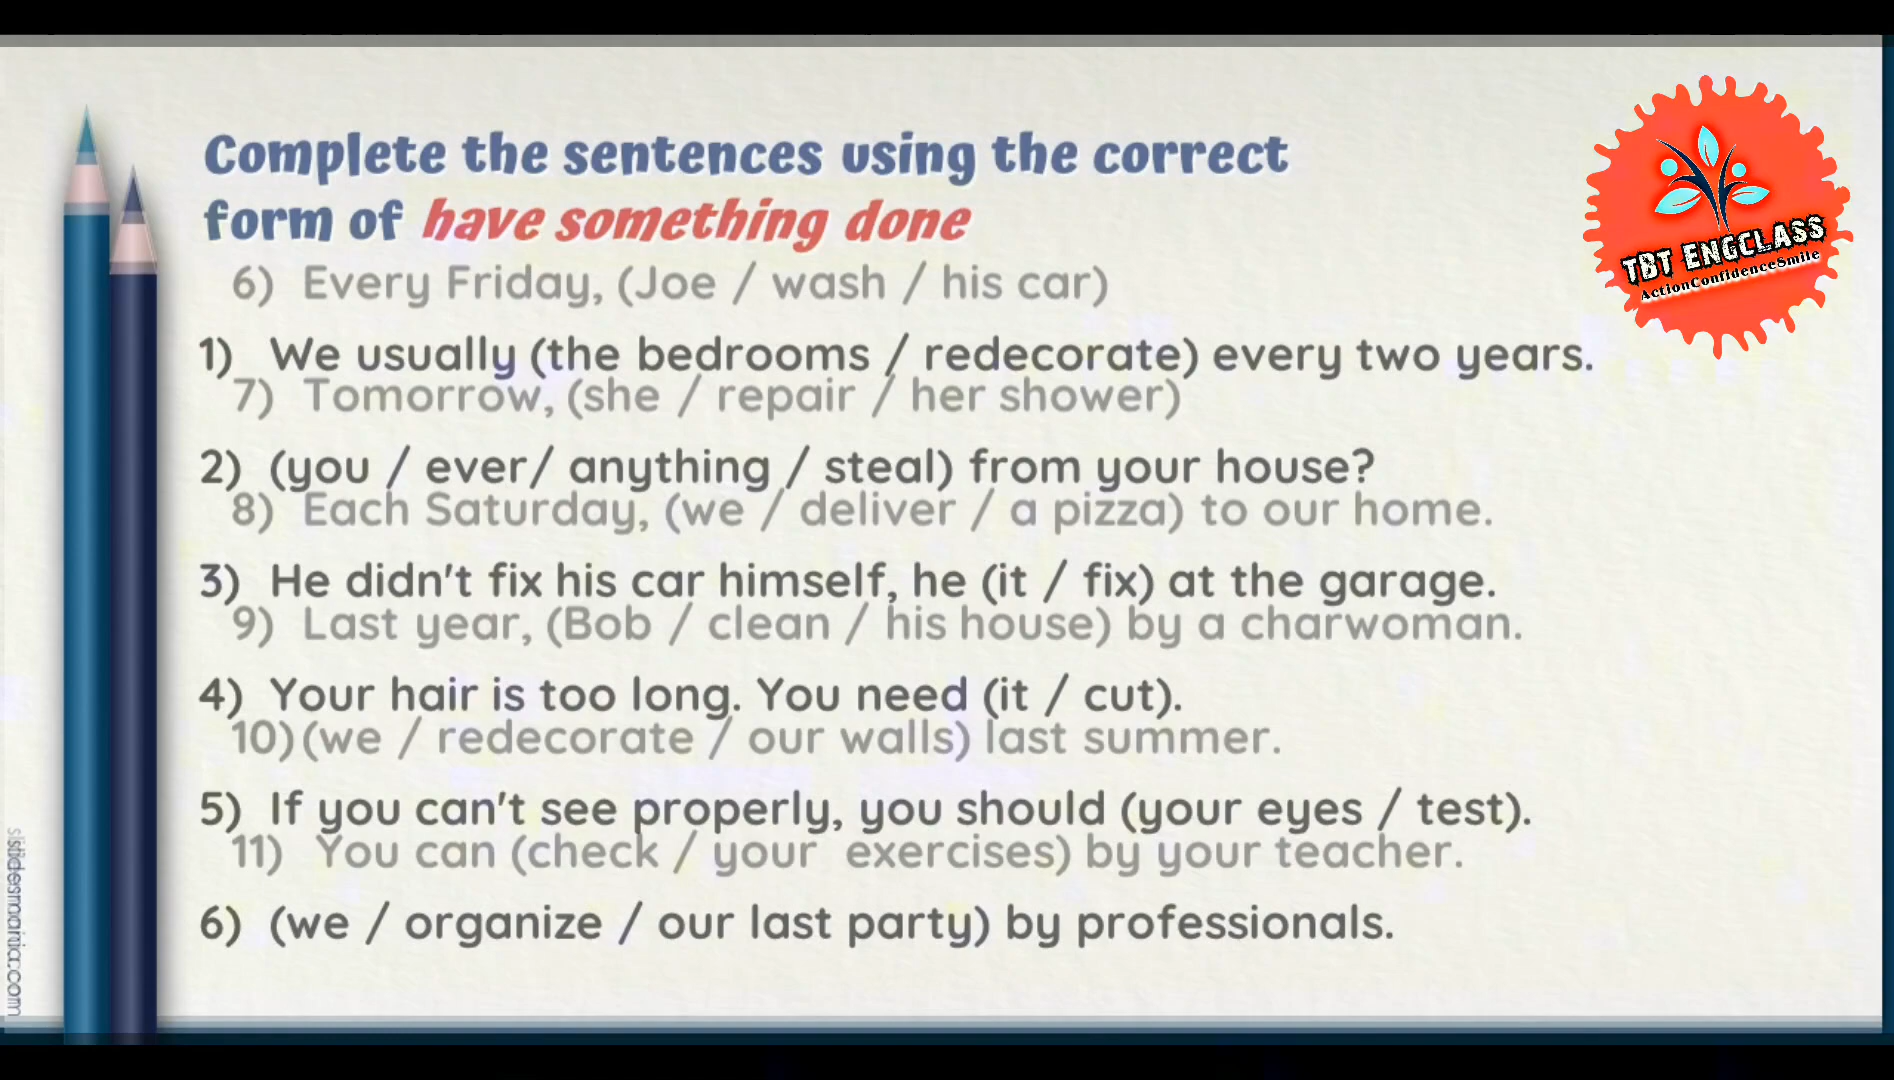 Complete the sentences using the correct
form of have something done
6) Every Friday, (Joe / wash / his car)
1) We usually (the bedrooms / redecorate) every two years.
7) Tomorrow, (she / repair / her shower)
2) (you / ever/ anything / steal) from your house?
8) Each Saturday, (we / deliver / a pizza) to our home.
3) He didn't fix his car himself, he (it / fix) at the garage.
9) Last year, (Bob / clean / his house) by a charwoman.
4) Your hair is too long. You need (it / cut).
10) (we / redecorate / our walls) last summer.
5) If you can't see properly, you should (your eyes / test).
11) You can (check / your exercises) by your teacher.
6) (we / organize / our last party) by professionals.
TBT ENGCLASS
ActionConfidenceSmile
slidesmania.com